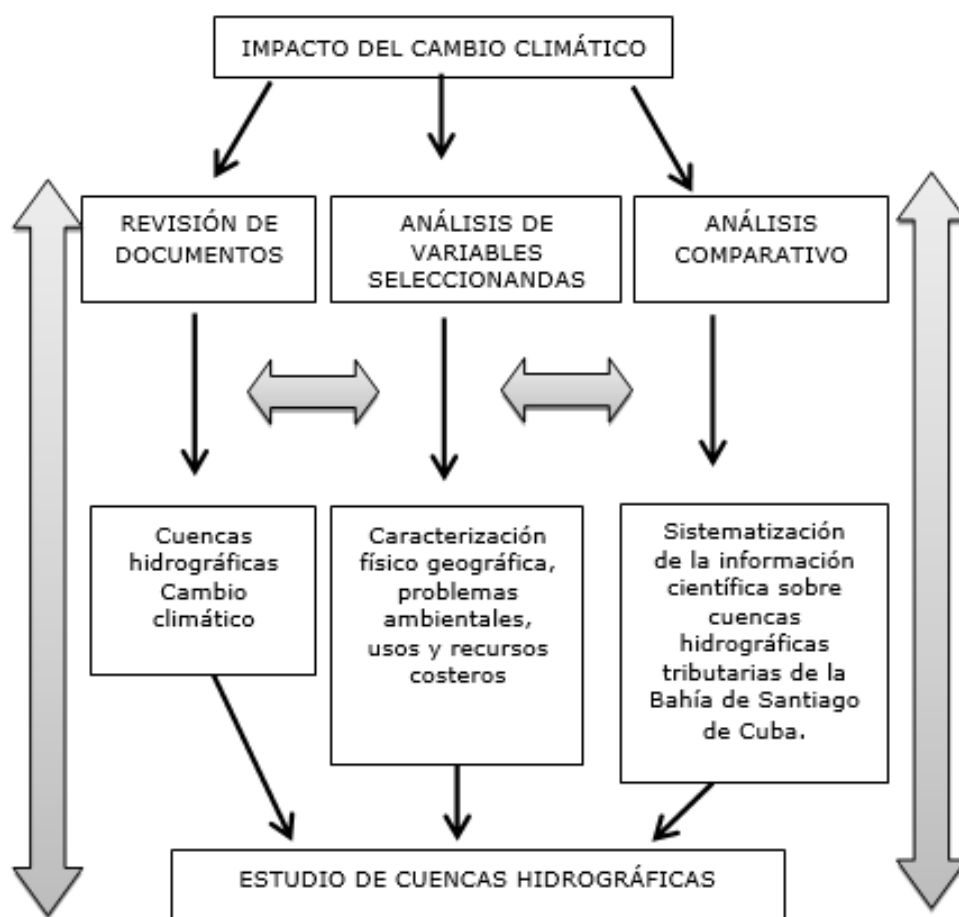 IMPACTO DEL CAMBIO CLIMÁTICO
REVISIÓN DE
DOCUMENTOS
ANÁLISIS DE
VARIABLES
SELECCIONANDAS
ANÁLISIS
COMPARATIVO
Cuencas
hidrográficas
Cambio
climático
Caracterización
físico geográfica,
problemas
ambientales,
usos y recursos
costeros
Sistematización
de la información
científica sobre
cuencas
hidrográficas
tributarias de la
Bahía de Santiago
de Cuba.
ESTUDIO DE CUENCAS HIDROGRÁFICAS